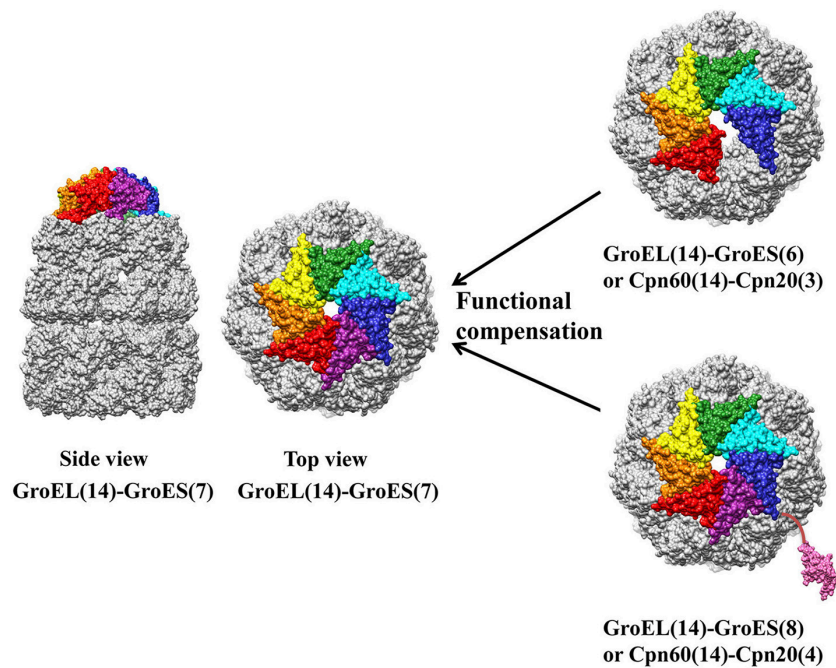 GroEL(14)-GroES(6)
or Cpn60(14)-Cpn20(3)
Functional
compensation
Side view
GroEL(14)-GroES(7)
Top view
GroEL(14)-GroES(7)
GroEL(14)-GroES(8)
or Cpn60(14)-Cpn20(4)